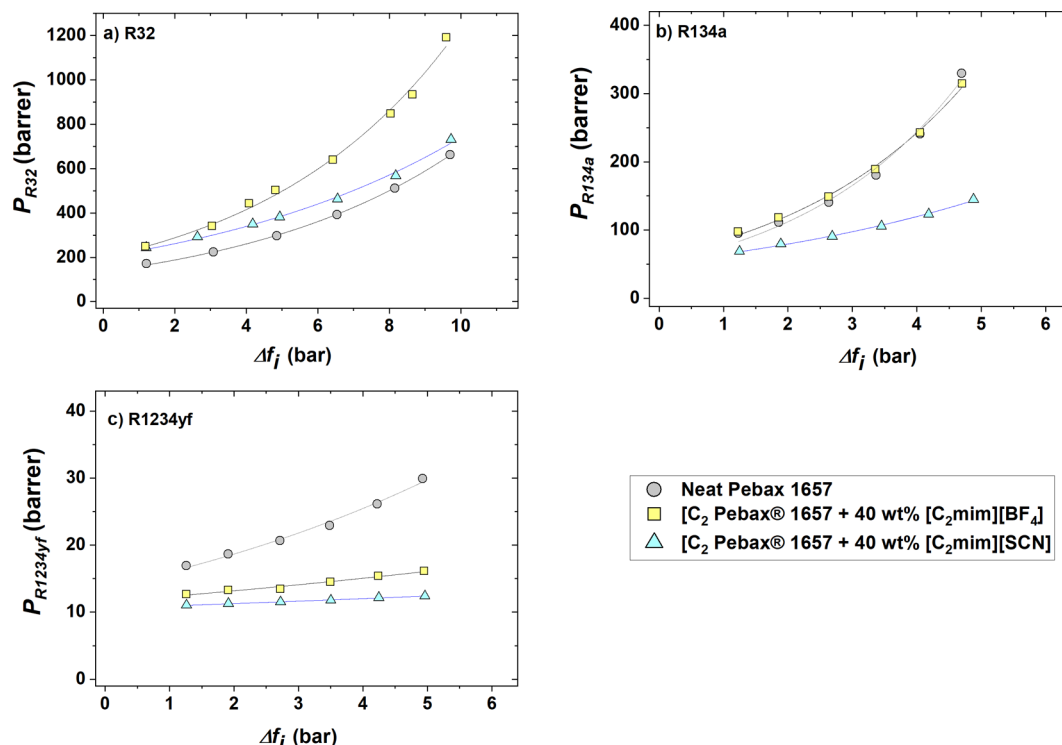 a) R32
1200
1000
800
600
400
200
0
P_R32 (barrer)
0 2 4 6 8 10
Δf_i (bar)
b) R134a
400
300
200
100
0
P_R134a (barrer)
0 1 2 3 4 5 6
Δf_i (bar)
c) R1234yf
40
30
20
10
0
P_R1234yf (barrer)
0 1 2 3 4 5 6
Δf_i (bar)
Neat Pebax 1657
[C₂ Pebax® 1657 + 40 wt% [C₂mim][BF₄]
[C₂ Pebax® 1657 + 40 wt% [C₂mim][SCN]